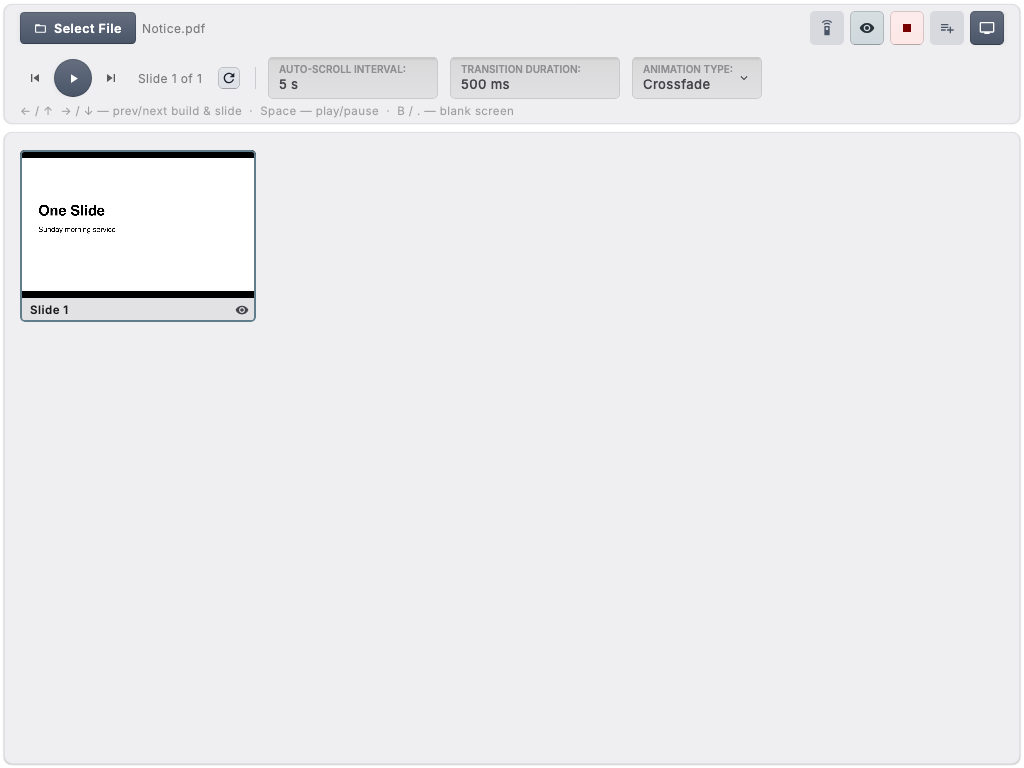 Select File
Notice.pdf
Slide 1 of 1
AUTO-SCROLL INTERVAL:
5 s
TRANSITION DURATION:
500 ms
ANIMATION TYPE:
Crossfade
← / ↑ → / ↓ — prev/next build & slide · Space — play/pause · B / . — blank screen
One Slide
Sunday morning service
Slide 1